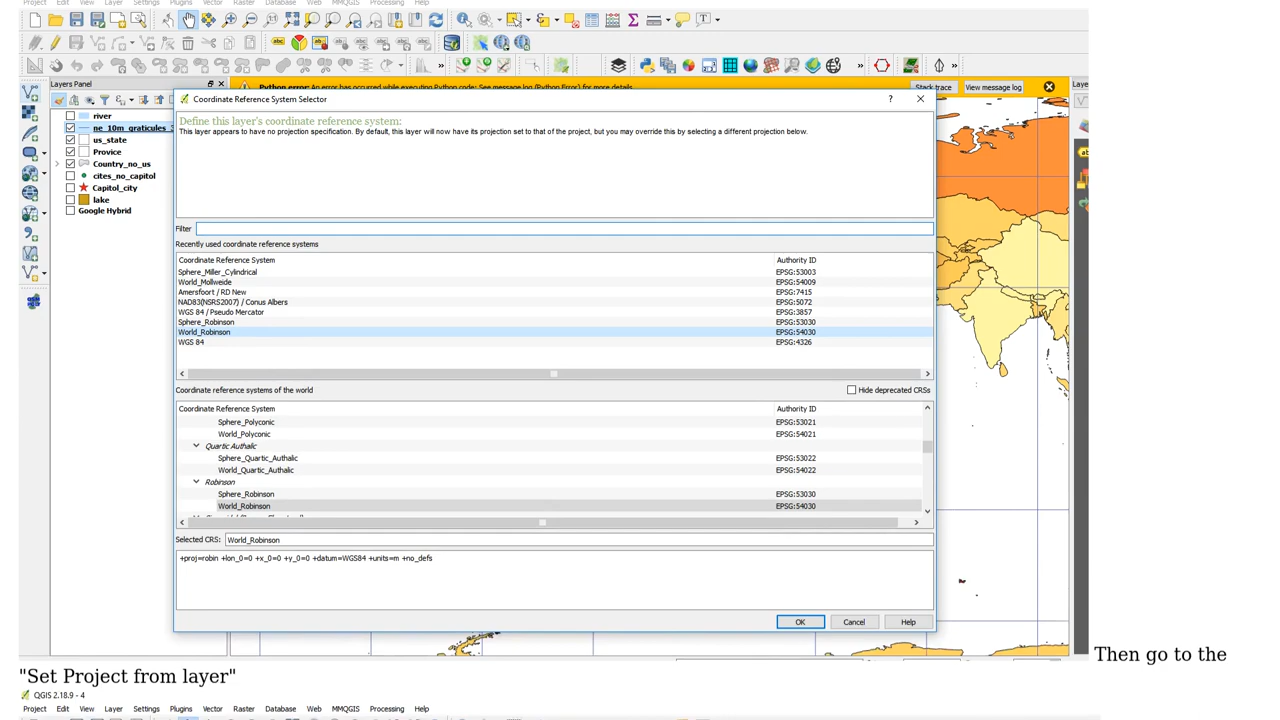 Project Edit View Layer Settings Plugins Vector Raster Database Web MMQGIS Processing Help
Layers Panel
Python error: An error has occurred while executing Python code: See message log (Python Error) for more details.
Stack trace
View message log
river
ne_10m_graticules_3
us_state
Provice
Country_no_us
cites_no_capitol
Capitol_city
lake
Google Hybrid
Coordinate Reference System Selector
Define this layer's coordinate reference system:
This layer appears to have no projection specification. By default, this layer will now have its projection set to that of the project, but you may override this by selecting a different projection below.
Filter
Recently used coordinate reference systems
Coordinate Reference System Authority ID
Sphere_Miller_Cylindrical EPSG:53003
World_Mollweide EPSG:54009
Amersfoort / RD New EPSG:7415
NAD83(NSRS2007) / Conus Albers EPSG:5072
WGS 84 / Pseudo Mercator EPSG:3857
Sphere_Robinson EPSG:53030
World_Robinson EPSG:54030
WGS 84 EPSG:4326
Coordinate reference systems of the world
Hide deprecated CRSs
Coordinate Reference System Authority ID
Sphere_Polyconic EPSG:53021
World_Polyconic EPSG:54021
Quartic Authalic
Sphere_Quartic_Authalic EPSG:53022
World_Quartic_Authalic EPSG:54022
Robinson
Sphere_Robinson EPSG:53030
World_Robinson EPSG:54030
Selected CRS: World_Robinson
+proj=robin +lon_0=0 +x_0=0 +y_0=0 +datum=WGS84 +units=m +no_defs
OK Cancel Help
Then go to the
"Set Project from layer"
QGIS 2.18.9 - 4
Project Edit View Layer Settings Plugins Vector Raster Database Web MMQGIS Processing Help